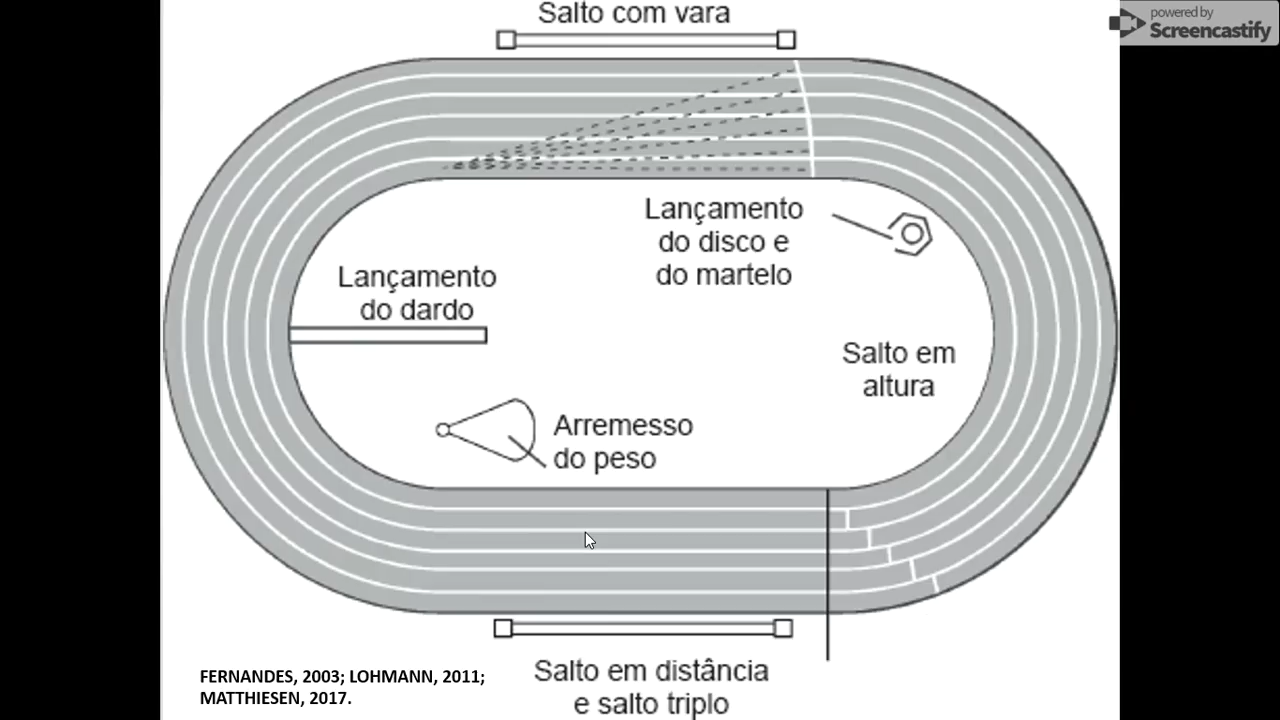 Salto com vara
powered by
Screencastify
Lançamento
do disco e
do martelo
Lançamento
do dardo
Salto em
altura
Arremesso
do peso
FERNANDES, 2003; LOHMANN, 2011;
MATTHIESEN, 2017.
Salto em distância
e salto triplo